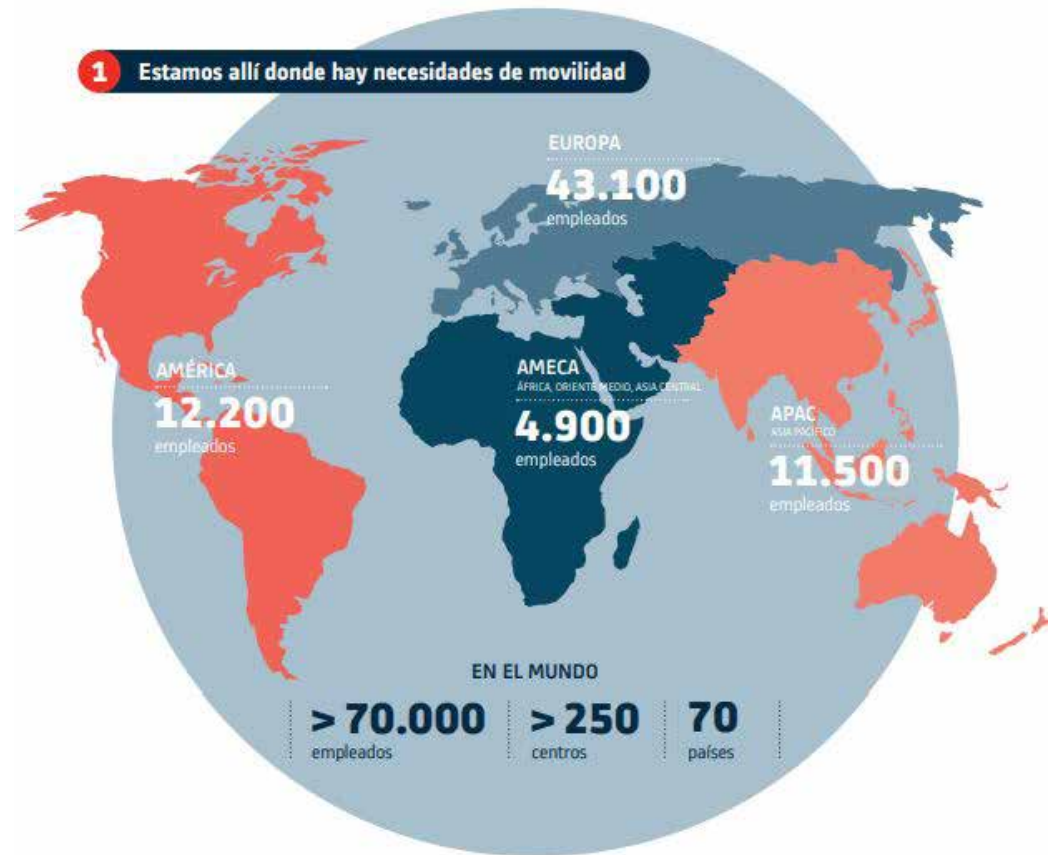 1 Estamos allí donde hay necesidades de movilidad
EUROPA
43.100
empleados
AMÉRICA
12.200
empleados
AMECA
ÁFRICA, ORIENTE MEDIO, ASIA CENTRAL
4.900
empleados
APAC
ASIA PACÍFICO
11.500
empleados
EN EL MUNDO
> 70.000 > 250 70
empleados centros países